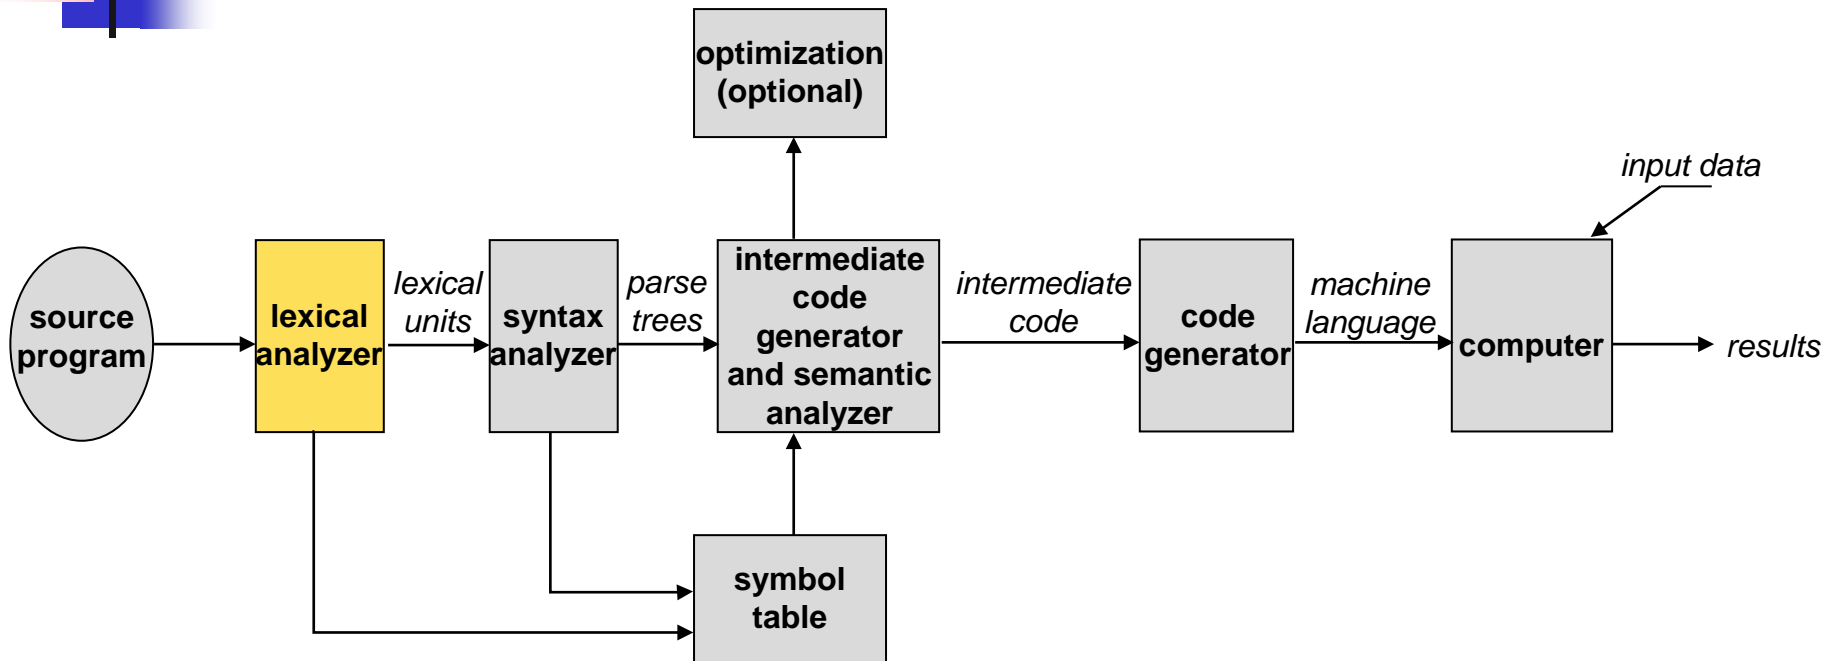 optimization
(optional)
input data
source
program
lexical
analyzer
lexical
units
syntax
analyzer
parse
trees
intermediate
code
generator
and semantic
analyzer
intermediate
code
code
generator
machine
language
computer
results
symbol
table